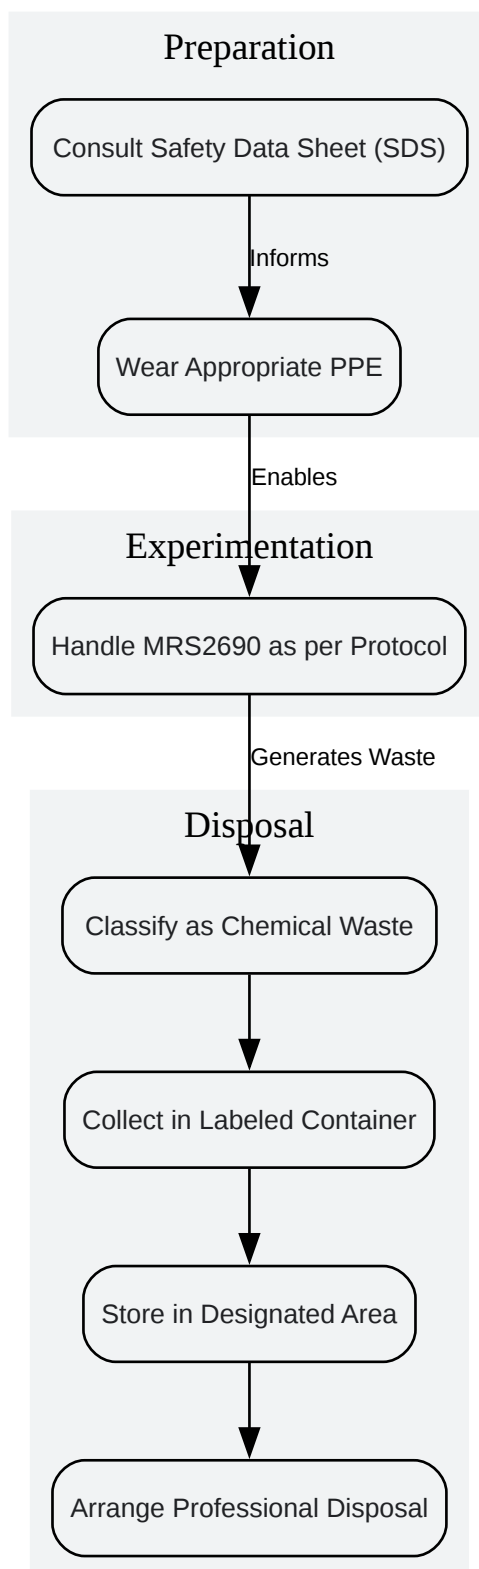 Preparation
Consult Safety Data Sheet (SDS)
Informs
Wear Appropriate PPE
Enables
Experimentation
Handle MRS2690 as per Protocol
Generates Waste
Disposal
Classify as Chemical Waste
Collect in Labeled Container
Store in Designated Area
Arrange Professional Disposal